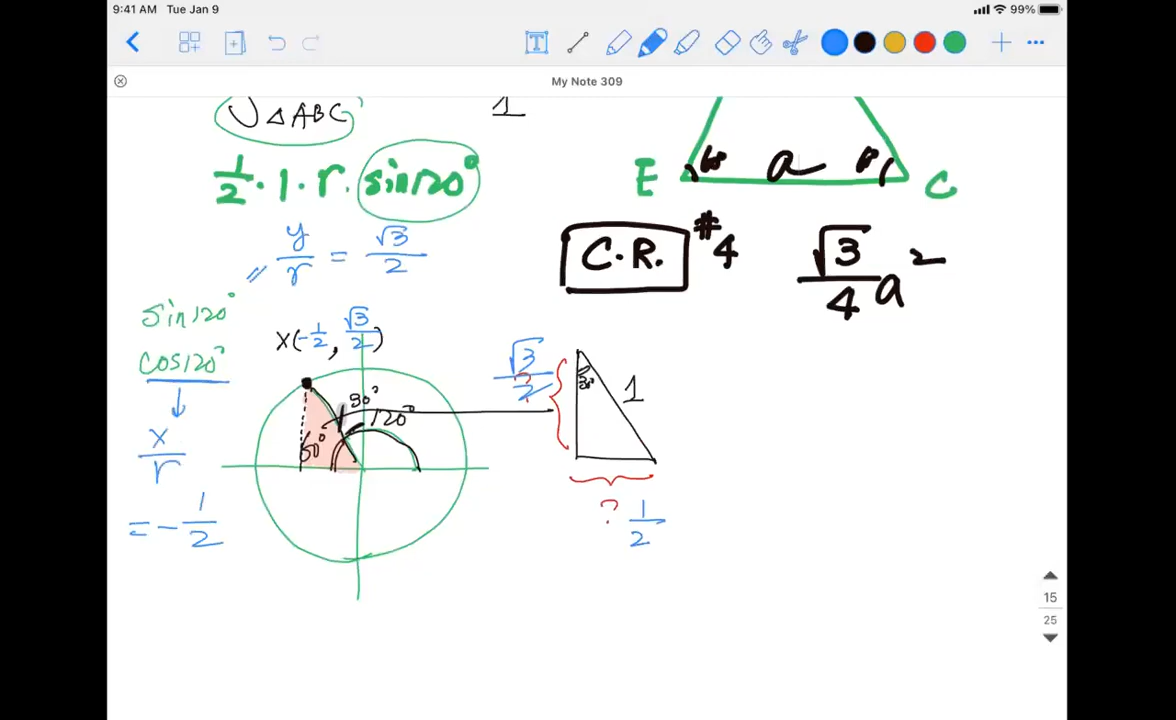 9:41 AM Tue Jan 9
99%
My Note 309
△ABC
1
1/2 · 1 · r · sin120°
E
a
C
y/r = √3/2
C.R. #4
√3/4 a²
sin120°
cos120°
x/r
= -1/2
X(-1/2, √3/2)
30°
120°
60°
√3/2
?
30°
1
? 1/2
15
25